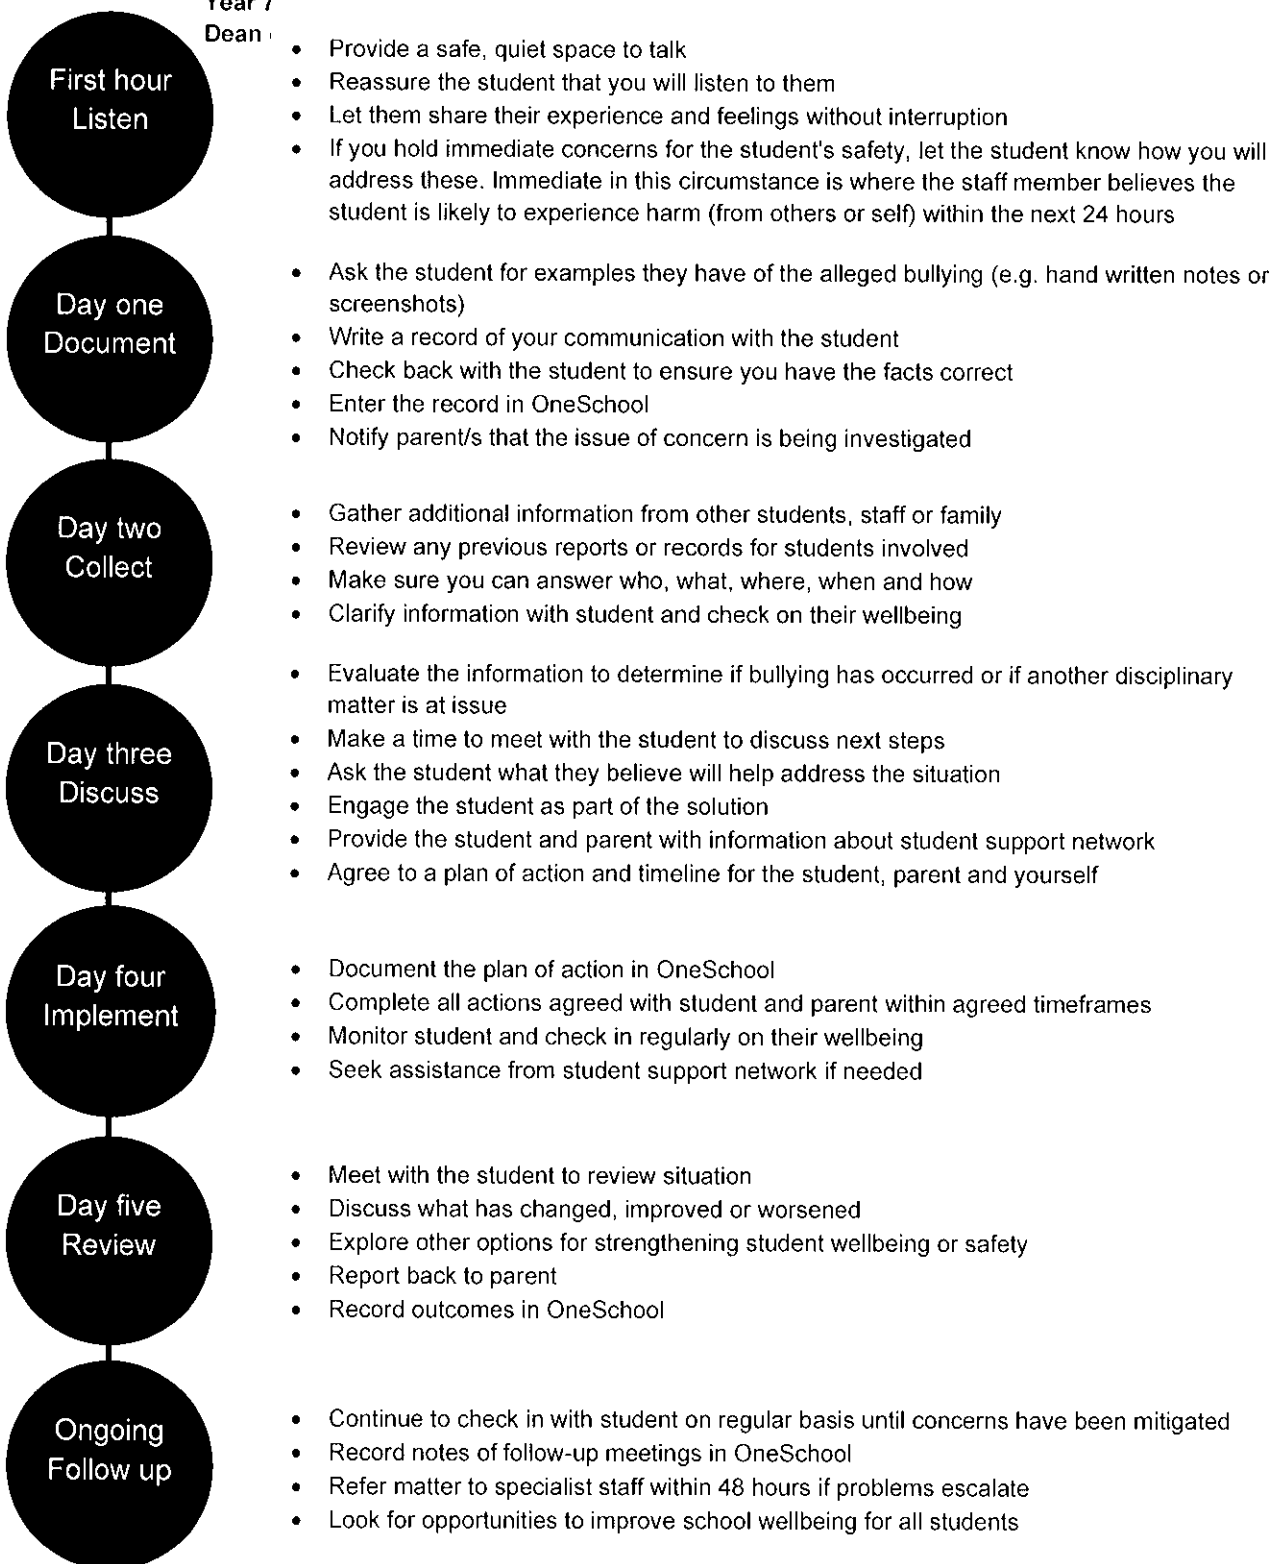 Year 7
Dean
First hour
Listen
• Provide a safe, quiet space to talk
• Reassure the student that you will listen to them
• Let them share their experience and feelings without interruption
• If you hold immediate concerns for the student's safety, let the student know how you will
address these. Immediate in this circumstance is where the staff member believes the
student is likely to experience harm (from others or self) within the next 24 hours
Day one
Document
• Ask the student for examples they have of the alleged bullying (e.g. hand written notes or
screenshots)
• Write a record of your communication with the student
• Check back with the student to ensure you have the facts correct
• Enter the record in OneSchool
• Notify parent/s that the issue of concern is being investigated
Day two
Collect
• Gather additional information from other students, staff or family
• Review any previous reports or records for students involved
• Make sure you can answer who, what, where, when and how
• Clarify information with student and check on their wellbeing
Day three
Discuss
• Evaluate the information to determine if bullying has occurred or if another disciplinary
matter is at issue
• Make a time to meet with the student to discuss next steps
• Ask the student what they believe will help address the situation
• Engage the student as part of the solution
• Provide the student and parent with information about student support network
• Agree to a plan of action and timeline for the student, parent and yourself
Day four
Implement
• Document the plan of action in OneSchool
• Complete all actions agreed with student and parent within agreed timeframes
• Monitor student and check in regularly on their wellbeing
• Seek assistance from student support network if needed
Day five
Review
• Meet with the student to review situation
• Discuss what has changed, improved or worsened
• Explore other options for strengthening student wellbeing or safety
• Report back to parent
• Record outcomes in OneSchool
Ongoing
Follow up
• Continue to check in with student on regular basis until concerns have been mitigated
• Record notes of follow-up meetings in OneSchool
• Refer matter to specialist staff within 48 hours if problems escalate
• Look for opportunities to improve school wellbeing for all students